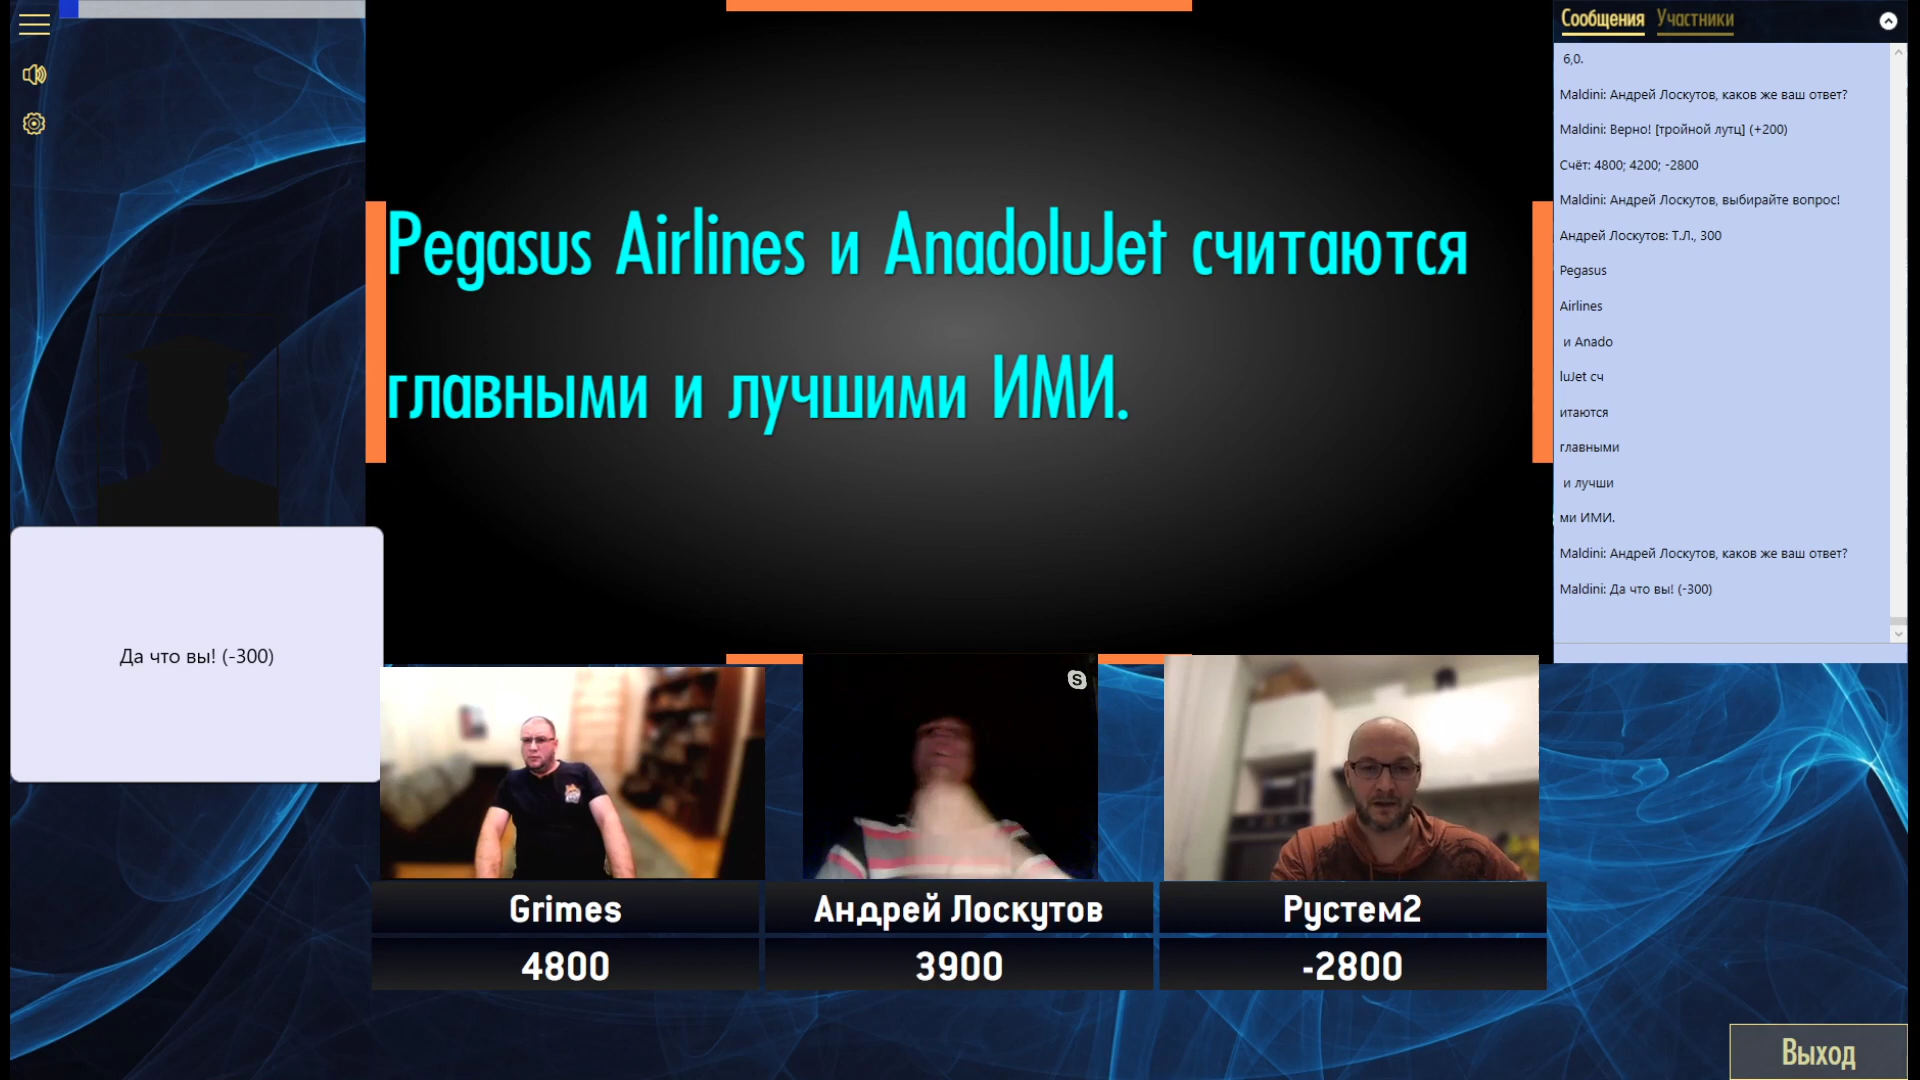 Pegasus Airlines и AnadoluJet считаются
главными и лучшими ИМИ.
Сообщения Участники
6,0.
Maldini: Андрей Лоскутов, каков же ваш ответ?
Maldini: Верно! [тройной лутц] (+200)
Счёт: 4800; 4200; -2800
Maldini: Андрей Лоскутов, выбирайте вопрос!
Андрей Лоскутов: Т.Л., 300
Pegasus
Airlines
и Anado
luJet сч
итаются
главными
и лучши
ми ИМИ.
Maldini: Андрей Лоскутов, каков же ваш ответ?
Maldini: Да что вы! (-300)
Да что вы! (-300)
Grimes
Андрей Лоскутов
Рустем2
4800
3900
-2800
Выход